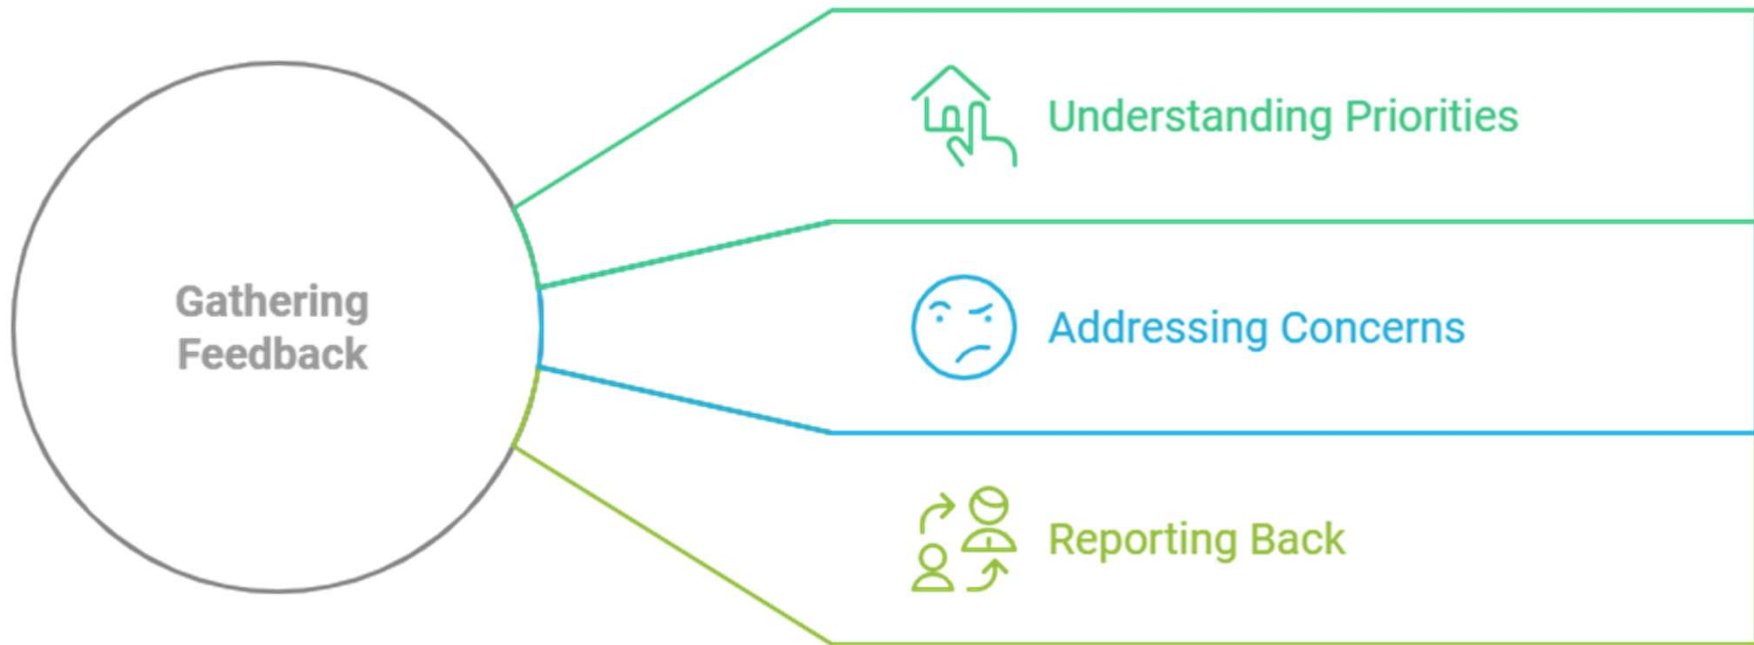 Gathering
Feedback
Understanding Priorities
Addressing Concerns
Reporting Back